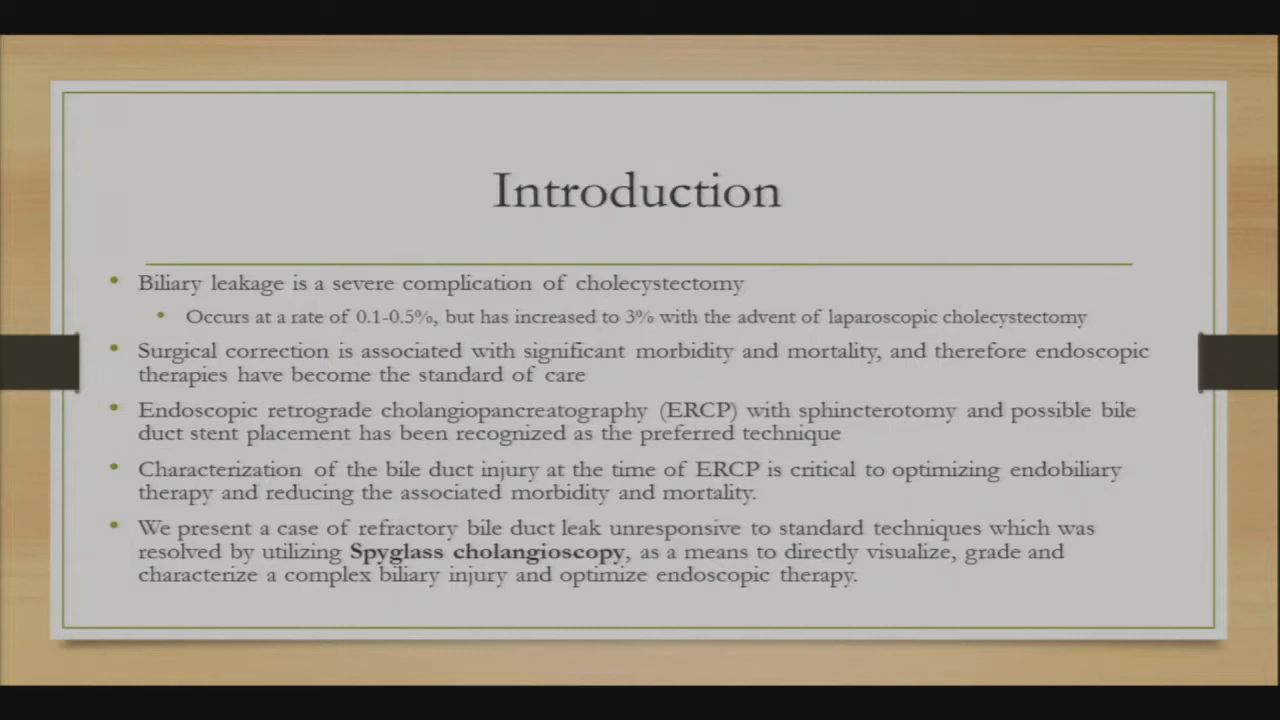 Introduction
• Biliary leakage is a severe complication of cholecystectomy
• Occurs at a rate of 0.1-0.5%, but has increased to 3% with the advent of laparoscopic cholecystectomy
• Surgical correction is associated with significant morbidity and mortality, and therefore endoscopic
therapies have become the standard of care
• Endoscopic retrograde cholangiopancreatography (ERCP) with sphincterotomy and possible bile
duct stent placement has been recognized as the preferred technique
• Characterization of the bile duct injury at the time of ERCP is critical to optimizing endobiliary
therapy and reducing the associated morbidity and mortality.
• We present a case of refractory bile duct leak unresponsive to standard techniques which was
resolved by utilizing Spyglass cholangioscopy, as a means to directly visualize, grade and
characterize a complex biliary injury and optimize endoscopic therapy.